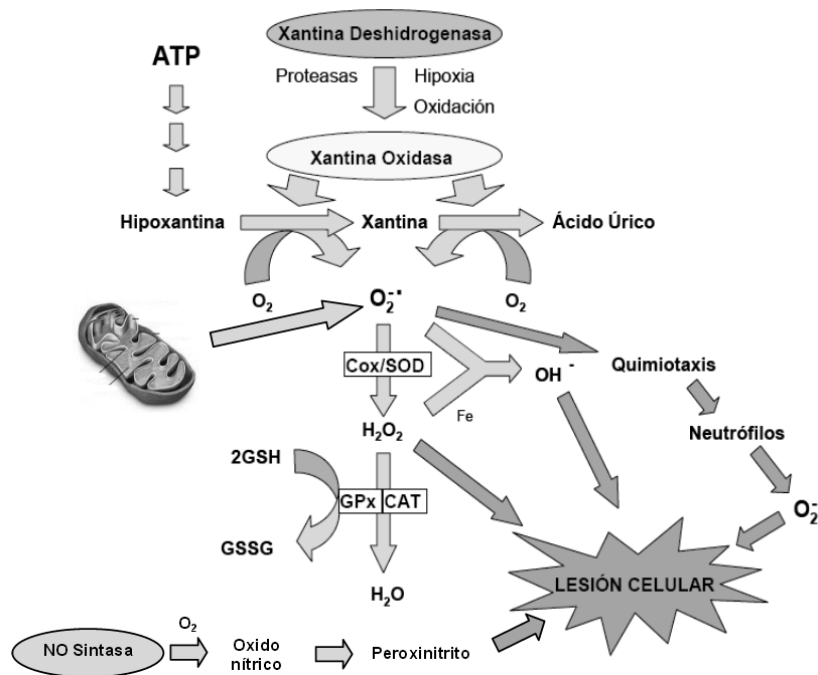 Xantina Deshidrogenasa
ATP
Proteasas
Hipoxia
Oxidación
Xantina Oxidasa
Hipoxantina
Xantina
Ácido Úrico
O₂
O₂⁻˙
O₂
Cox/SOD
OH ⁻
Quimiotaxis
Fe
H₂O₂
Neutrófilos
2GSH
GPx CAT
O₂⁻
GSSG
LESIÓN CELULAR
H₂O
O₂
NO Sintasa
Oxido
nítrico
Peroxinitrito